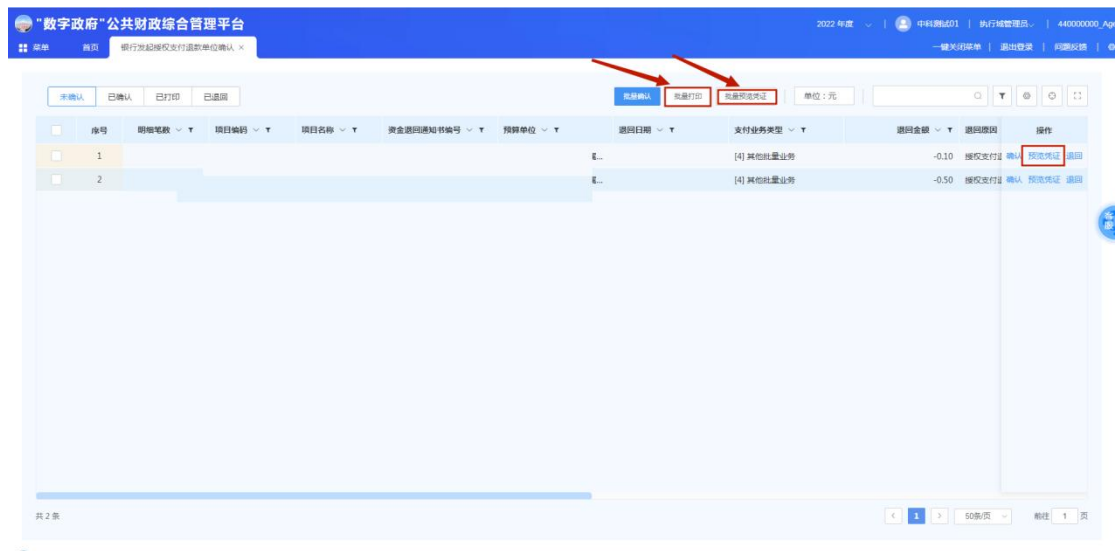 "数字政府"公共财政综合管理平台
2022 年度 | 中科测试01 | 执行域管理员 | 440000000_Age
菜单 首页 银行发起授权支付退款单位确认 ×
一键关闭菜单 | 退出登录 | 问题反馈 |
未确认 已确认 已打印 已退回
批量确认 批量打印 批量预览凭证 单位：元
序号 明细笔数 项目编码 项目名称 资金退回通知书编号 预算单位 退回日期 支付业务类型 退回金额 退回原因 操作
1 [4] 其他批量业务 -0.10 授权支付 确认 预览凭证 退回
2 [4] 其他批量业务 -0.50 授权支付 确认 预览凭证 退回
共 2 条
1 50条/页 前往 1 页